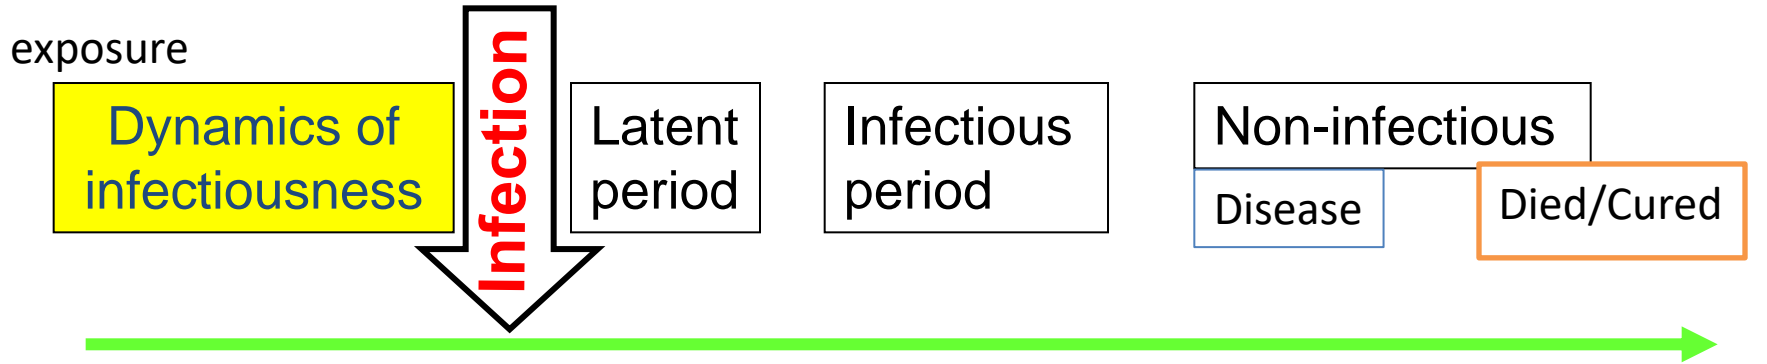 exposure
Dynamics of
infectiousness
Infection
Latent
period
Infectious
period
Non-infectious
Disease
Died/Cured